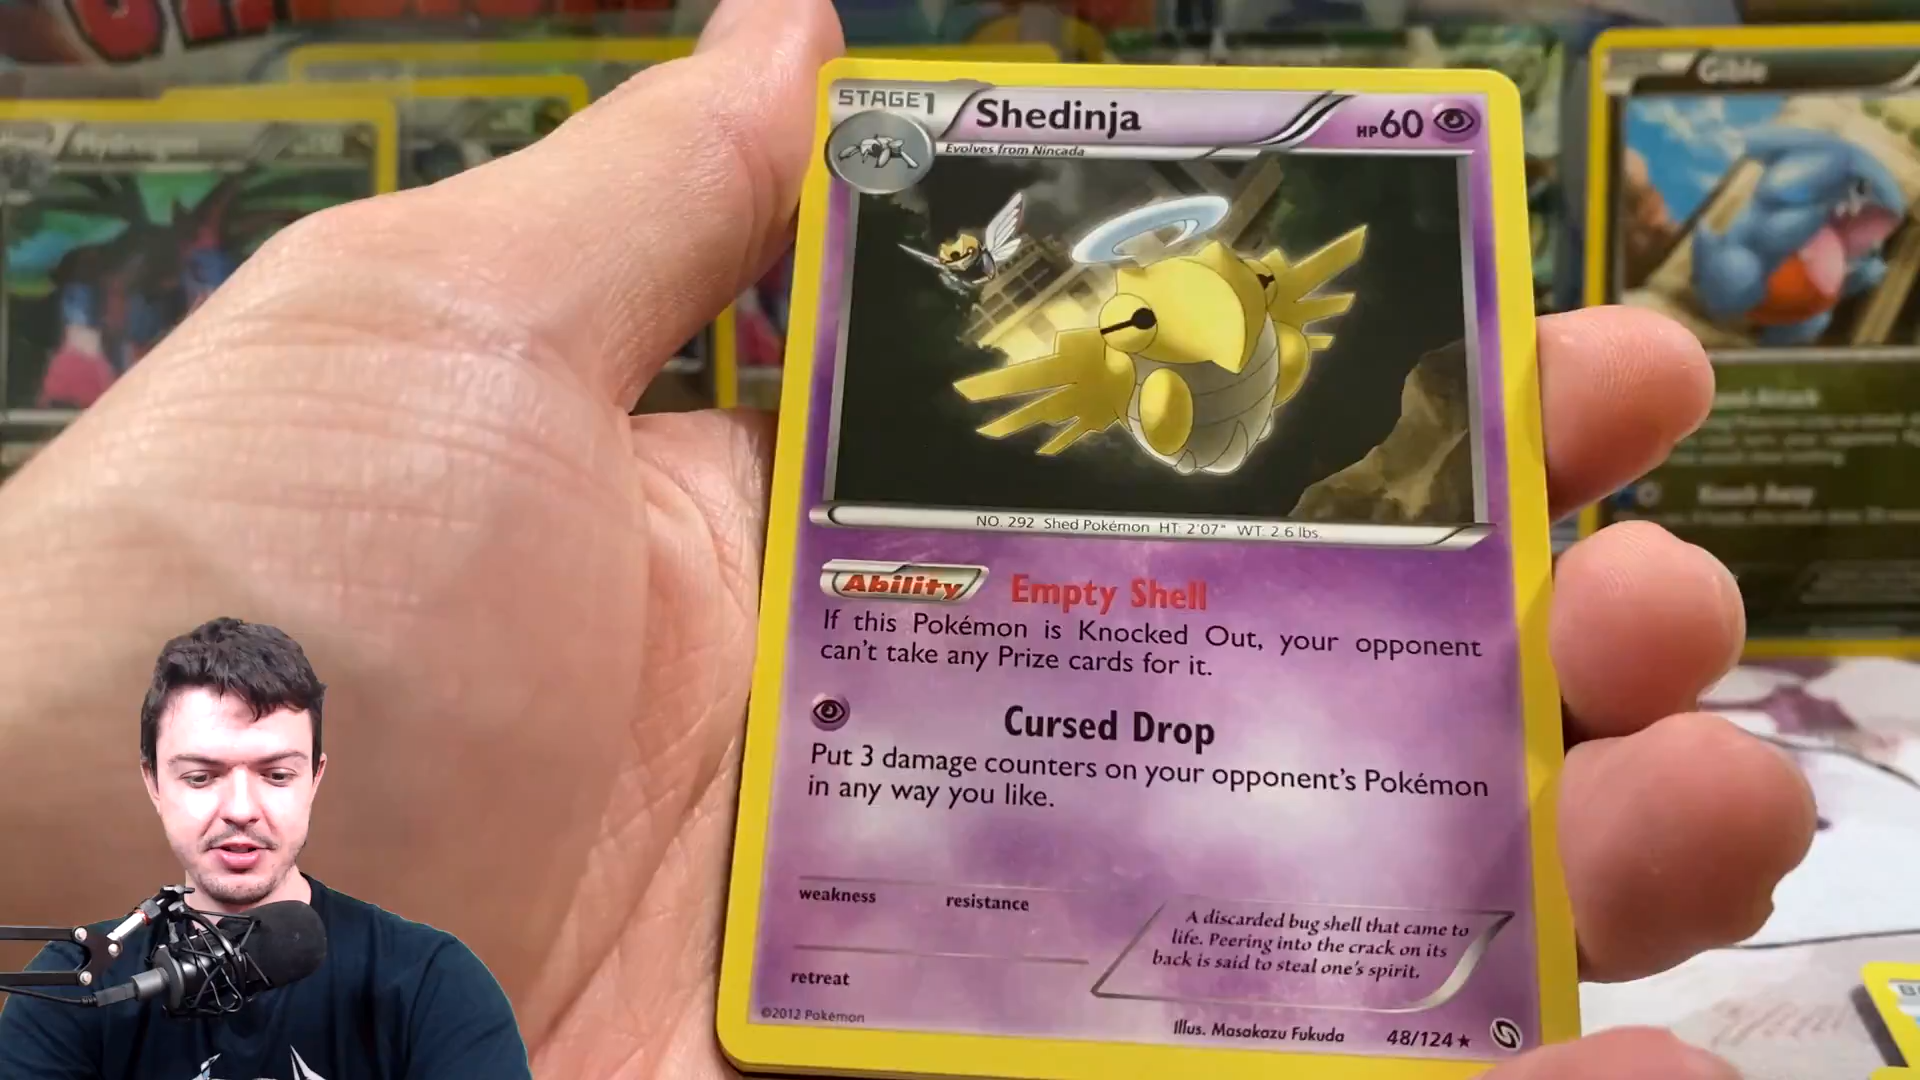 STAGE1
Shedinja
HP60
Evolves from Nincada
NO. 292 Shed Pokémon HT: 2'07" WT: 2.6 lbs.
Ability Empty Shell
If this Pokémon is Knocked Out, your opponent
can't take any Prize cards for it.
Cursed Drop
Put 3 damage counters on your opponent's Pokémon
in any way you like.
weakness
resistance
retreat
A discarded bug shell that came to
life. Peering into the crack on its
back is said to steal one's spirit.
©2012 Pokémon
Illus. Masakazu Fukuda
48/124
Hydreigon
Gible
Knock Away